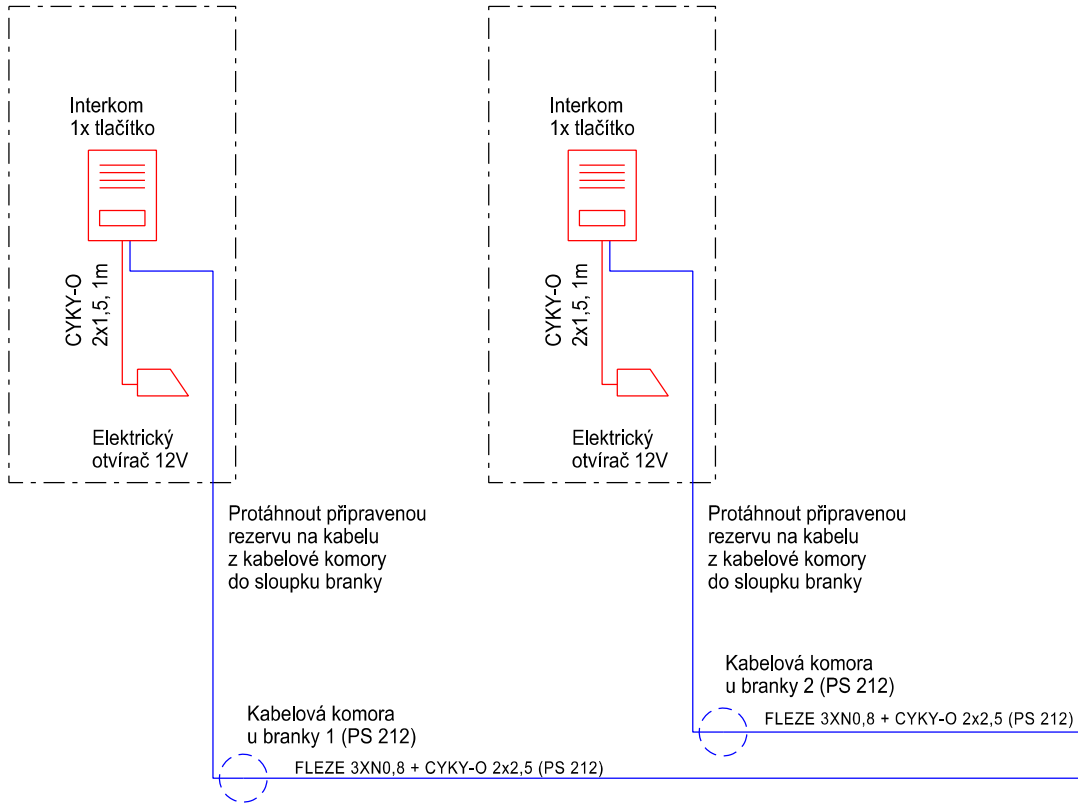 Interkom
1x tlačítko
CYKY-O
2x1,5, 1m
Elektrický
otvírač 12V
Protáhnout připravenou
rezervu na kabelu
z kabelové komory
do sloupku branky
Kabelová komora
u branky 1 (PS 212)
FLEZE 3XN0,8 + CYKY-O 2x2,5 (PS 212)
Interkom
1x tlačítko
CYKY-O
2x1,5, 1m
Elektrický
otvírač 12V
Protáhnout připravenou
rezervu na kabelu
z kabelové komory
do sloupku branky
Kabelová komora
u branky 2 (PS 212)
FLEZE 3XN0,8 + CYKY-O 2x2,5 (PS 212)